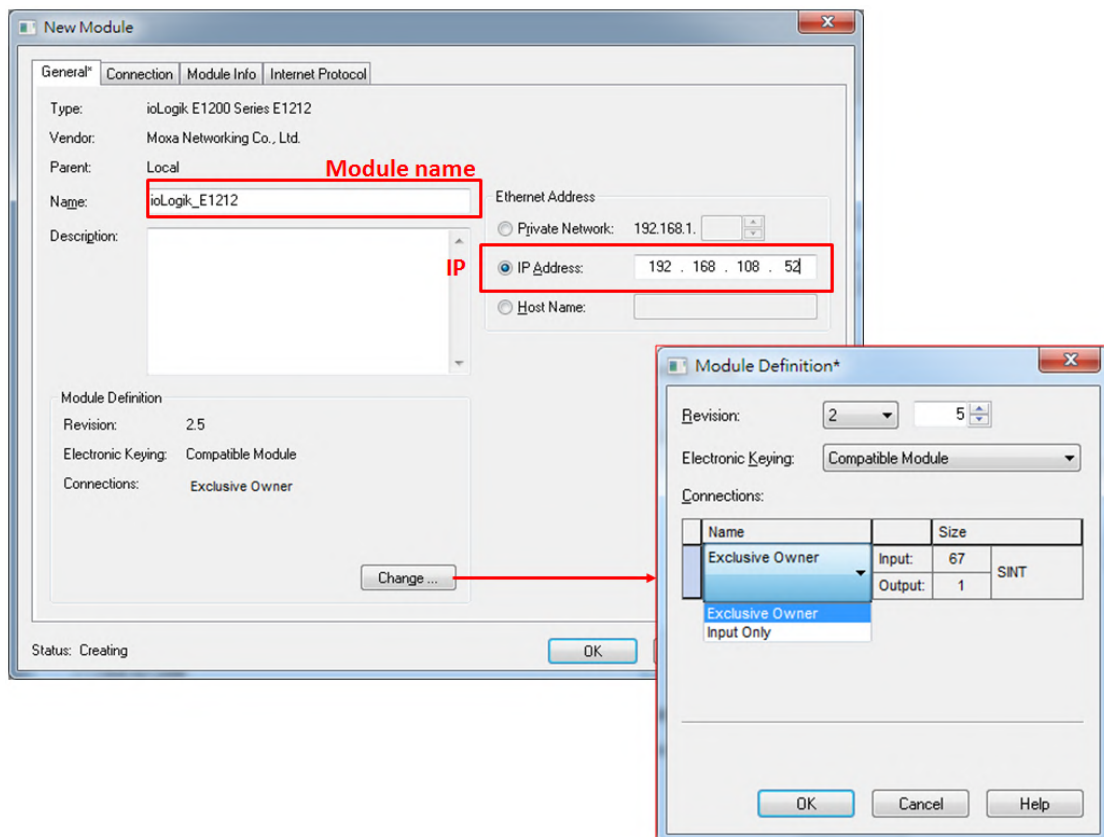 New Module
General* Connection Module Info Internet Protocol
Type: ioLogik E1200 Series E1212
Vendor: Moxa Networking Co., Ltd.
Parent: Local
Module name
Name: ioLogik_E1212
Description:
Ethernet Address
Private Network: 192.168.1.
IP
IP Address: 192 . 168 . 108 . 52
Host Name:
Module Definition
Revision: 2.5
Electronic Keying: Compatible Module
Connections: Exclusive Owner
Change ...
Status: Creating
OK
Module Definition*
Revision: 2 5
Electronic Keying: Compatible Module
Connections:
Name Size
Exclusive Owner Input: 67 SINT
Output: 1
Exclusive Owner
Input Only
OK Cancel Help